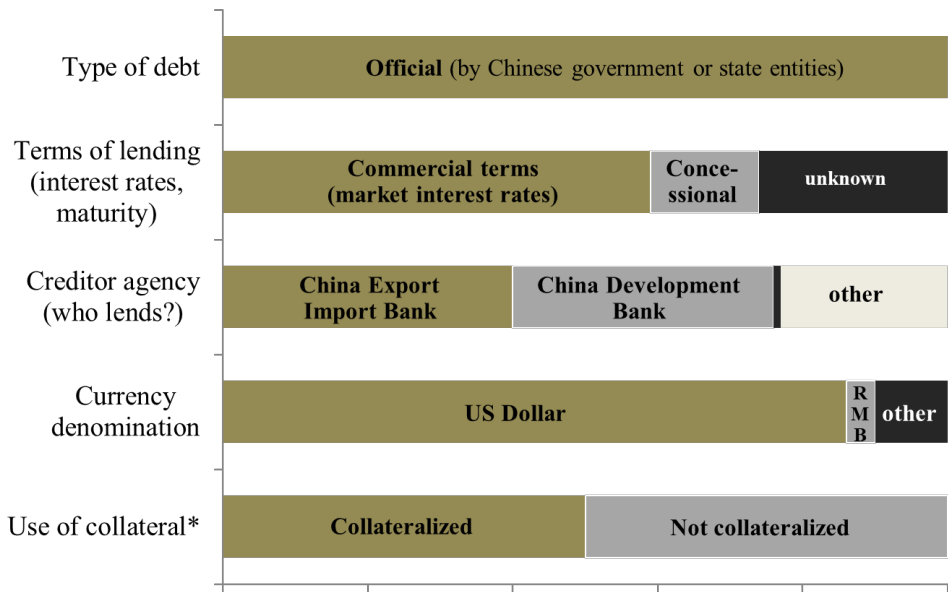 Type of debt
Official (by Chinese government or state entities)
Terms of lending
(interest rates,
maturity)
Commercial terms
(market interest rates)
Conce-
ssional
unknown
Creditor agency
(who lends?)
China Export
Import Bank
China Development
Bank
other
Currency
denomination
US Dollar
R
M
B
other
Use of collateral*
Collateralized
Not collateralized